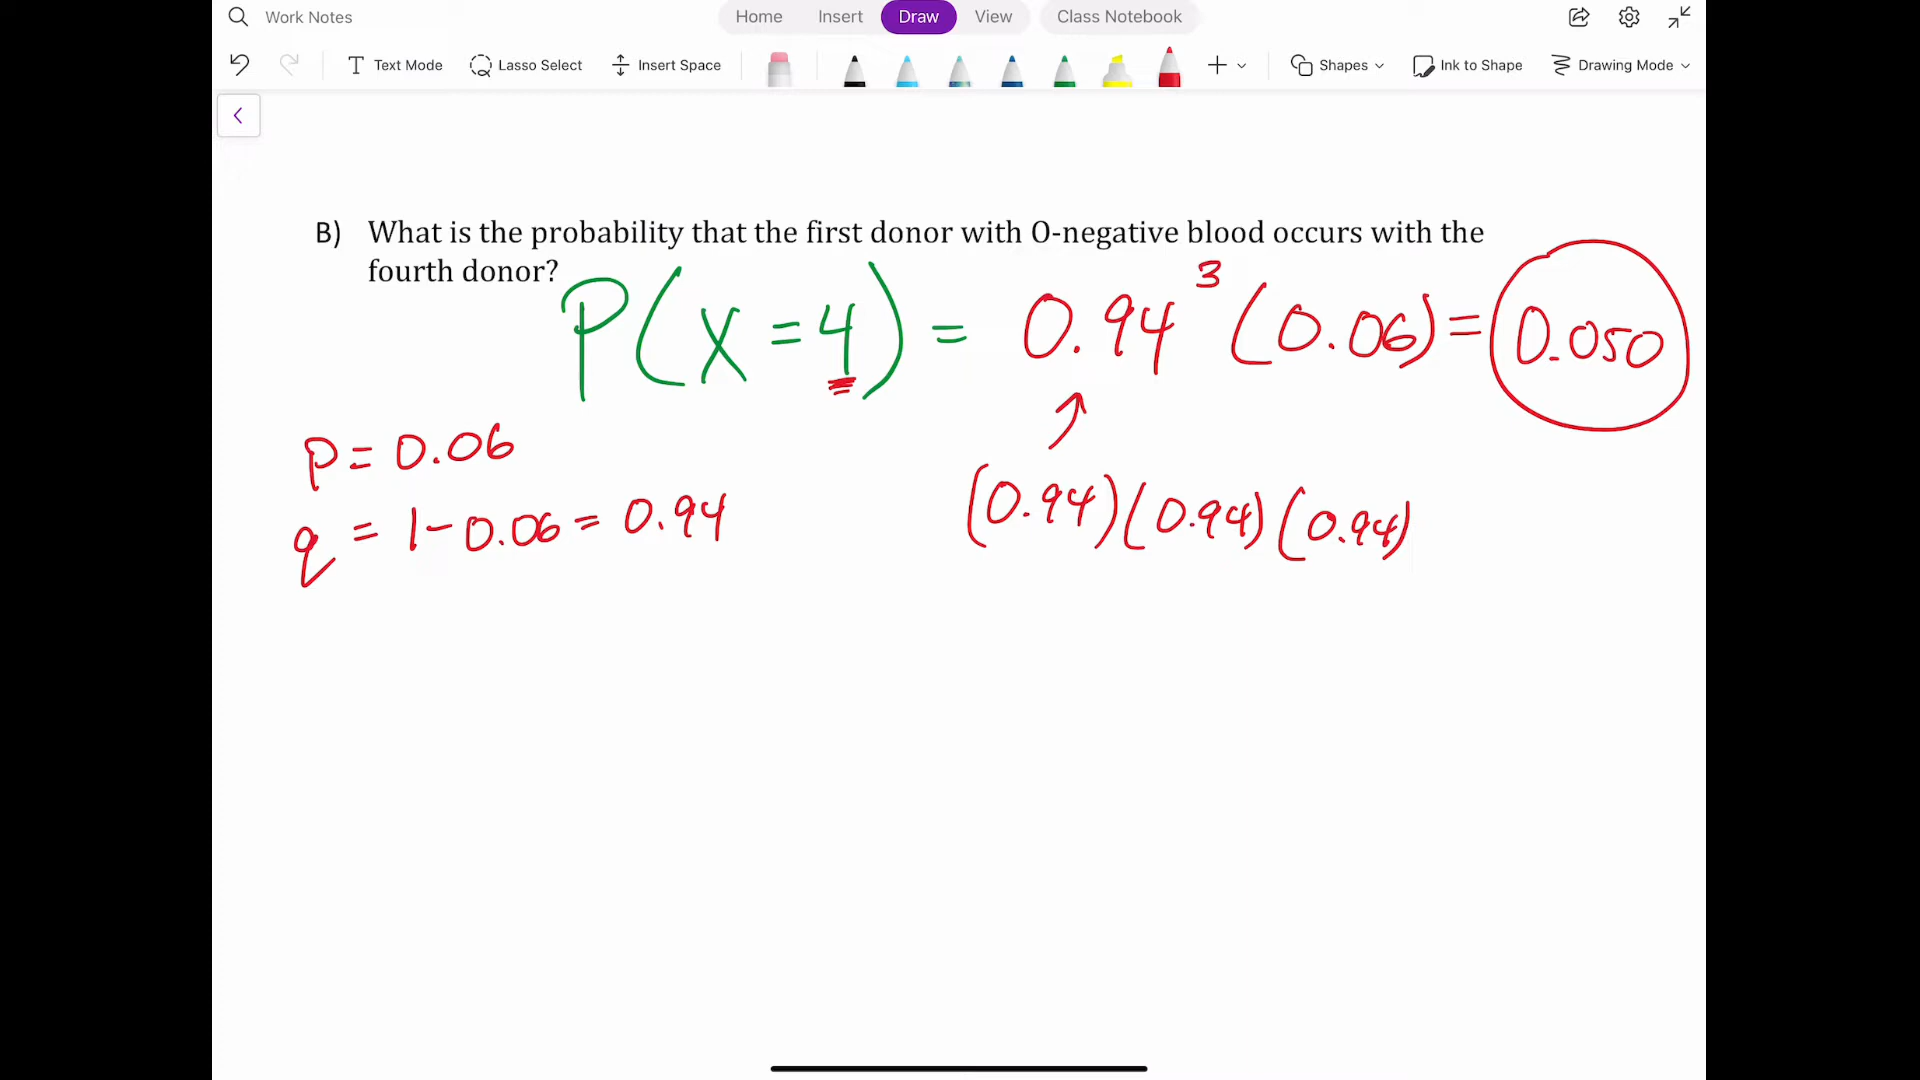 Work Notes
Home Insert Draw View Class Notebook
Text Mode Lasso Select Insert Space Shapes Ink to Shape Drawing Mode
B) What is the probability that the first donor with O-negative blood occurs with the
fourth donor?
P(X=4) = 0.94³ (0.06) = 0.050
p = 0.06
q = 1-0.06 = 0.94
(0.94)(0.94)(0.94)